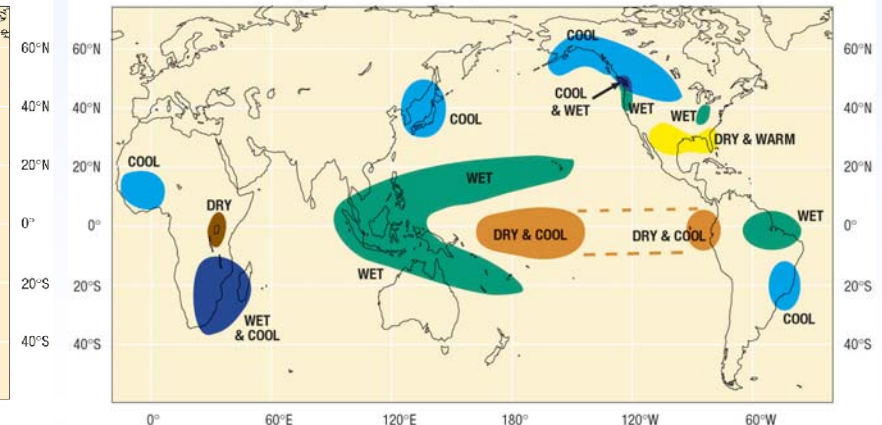 60°N
40°N
20°N
0°
20°S
40°S
60°N
40°N
20°N
0°
20°S
40°S
60°N
40°N
20°N
0°
20°S
40°S
COOL
COOL
& WET
WET
WET
COOL
DRY & WARM
COOL
WET
DRY
DRY & COOL
DRY & COOL
WET
WET
WET
& COOL
COOL
0°
60°E
120°E
180°
120°W
60°W